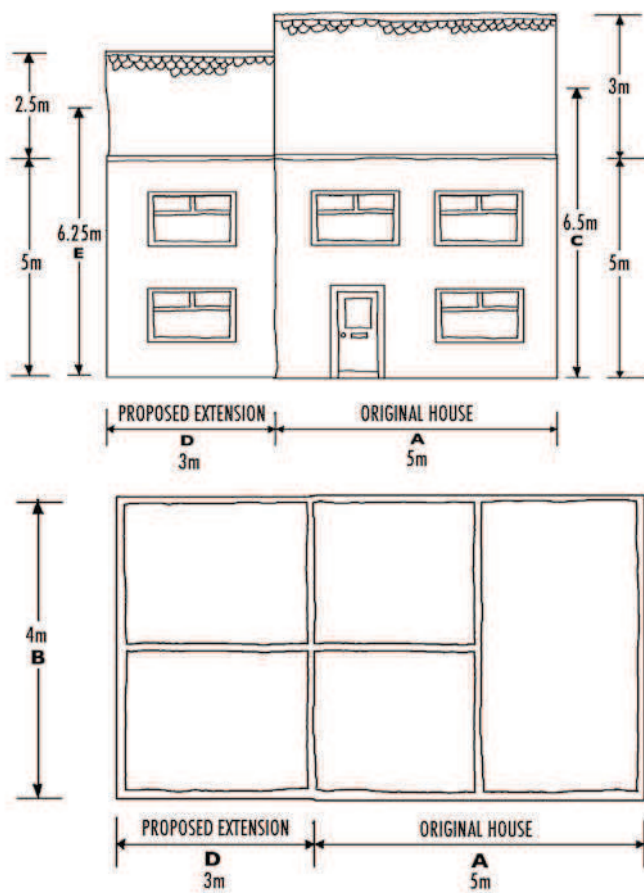 2.5m
3m
6.25m
E
6.5m
C
5m
5m
PROPOSED EXTENSION
ORIGINAL HOUSE
D
A
3m
5m
4m
B
PROPOSED EXTENSION
ORIGINAL HOUSE
D
A
3m
5m